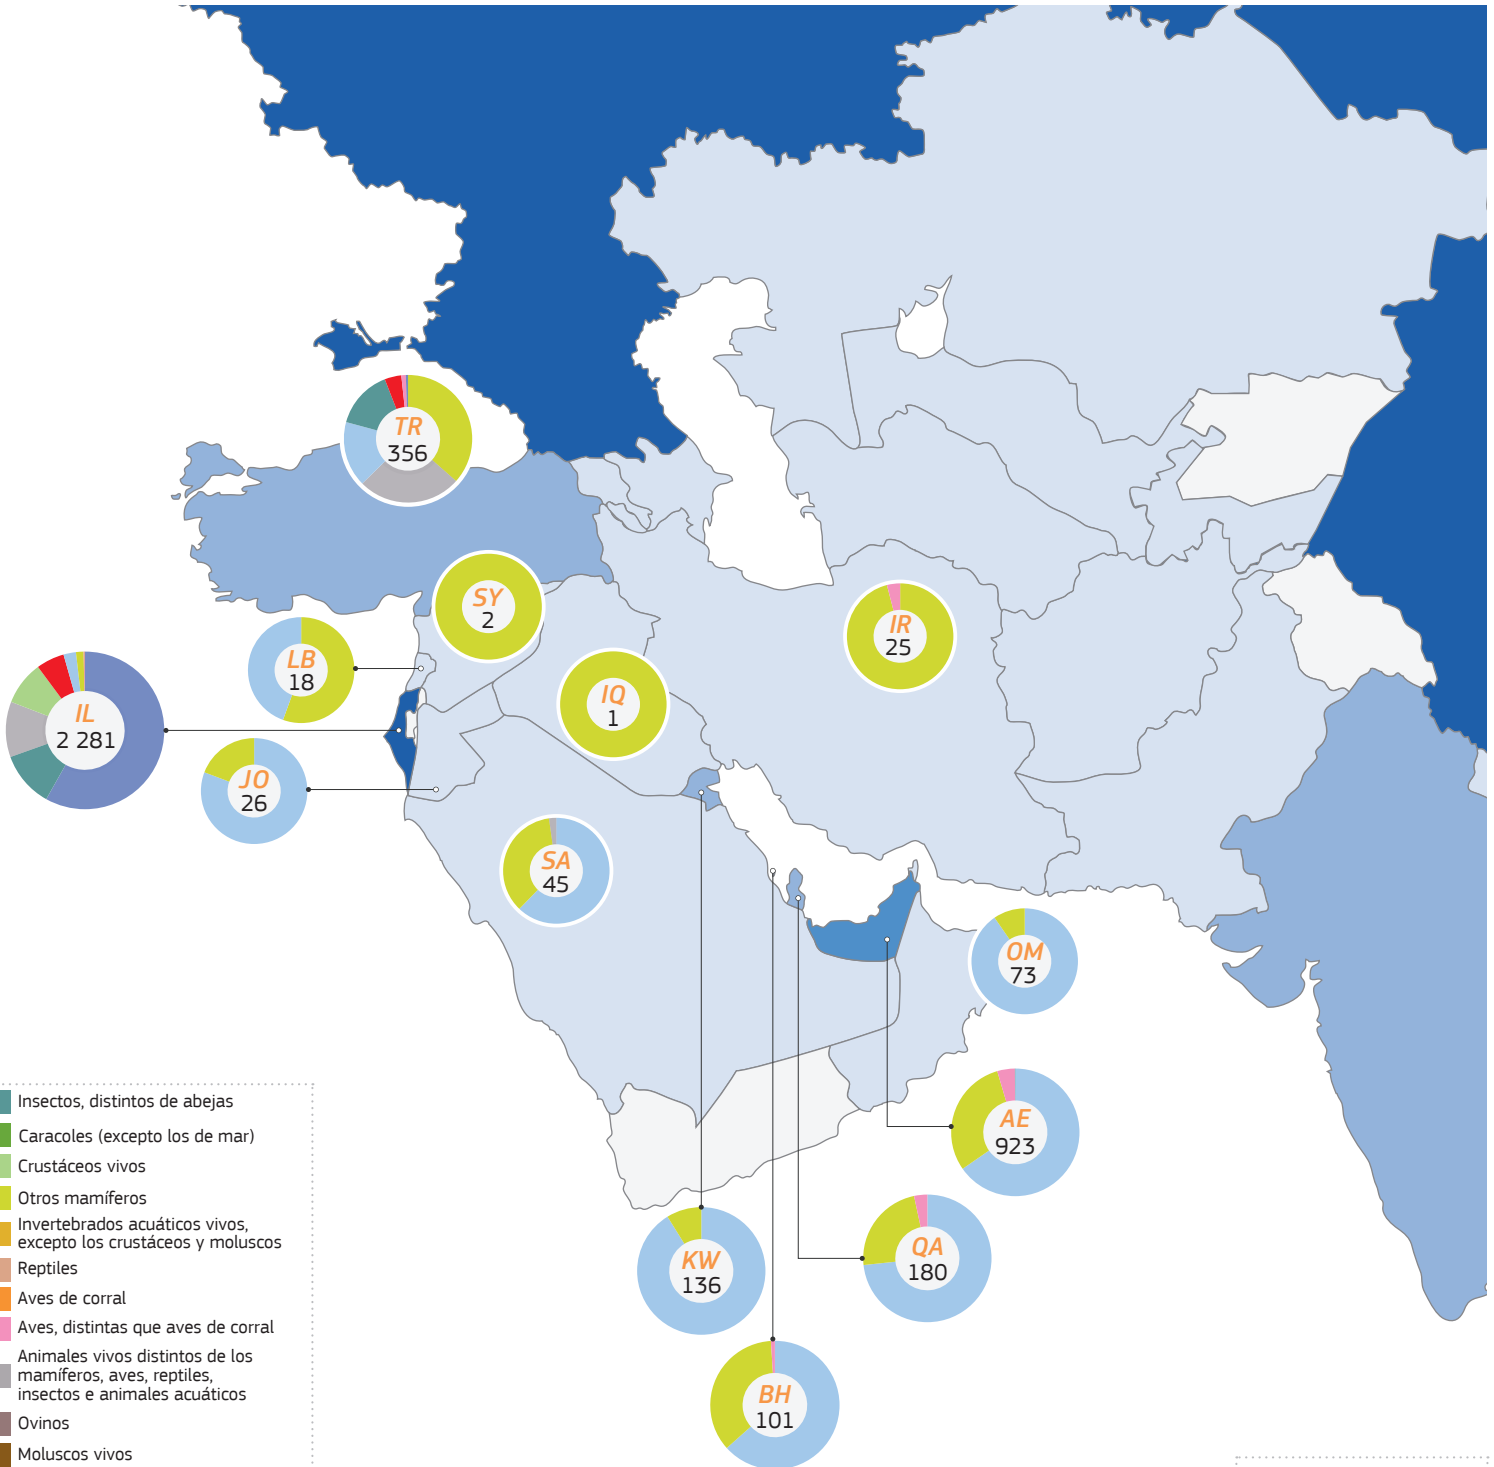 TR
356
SY
2
IR
25
LB
18
IQ
1
IL
2 281
JO
26
SA
45
OM
73
AE
923
QA
180
KW
136
BH
101
Insectos, distintos de abejas
Caracoles (excepto los de mar)
Crustáceos vivos
Otros mamíferos
Invertebrados acuáticos vivos,
excepto los crustáceos y moluscos
Reptiles
Aves de corral
Aves, distintas que aves de corral
Animales vivos distintos de los
mamíferos, aves, reptiles,
insectos e animales acuáticos
Ovinos
Moluscos vivos